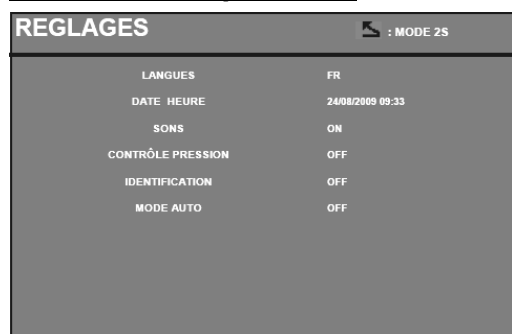 REGLAGES : MODE 2S
LANGUES FR
DATE HEURE 24/08/2009 09:33
SONS ON
CONTRÔLE PRESSION OFF
IDENTIFICATION OFF
MODE AUTO OFF